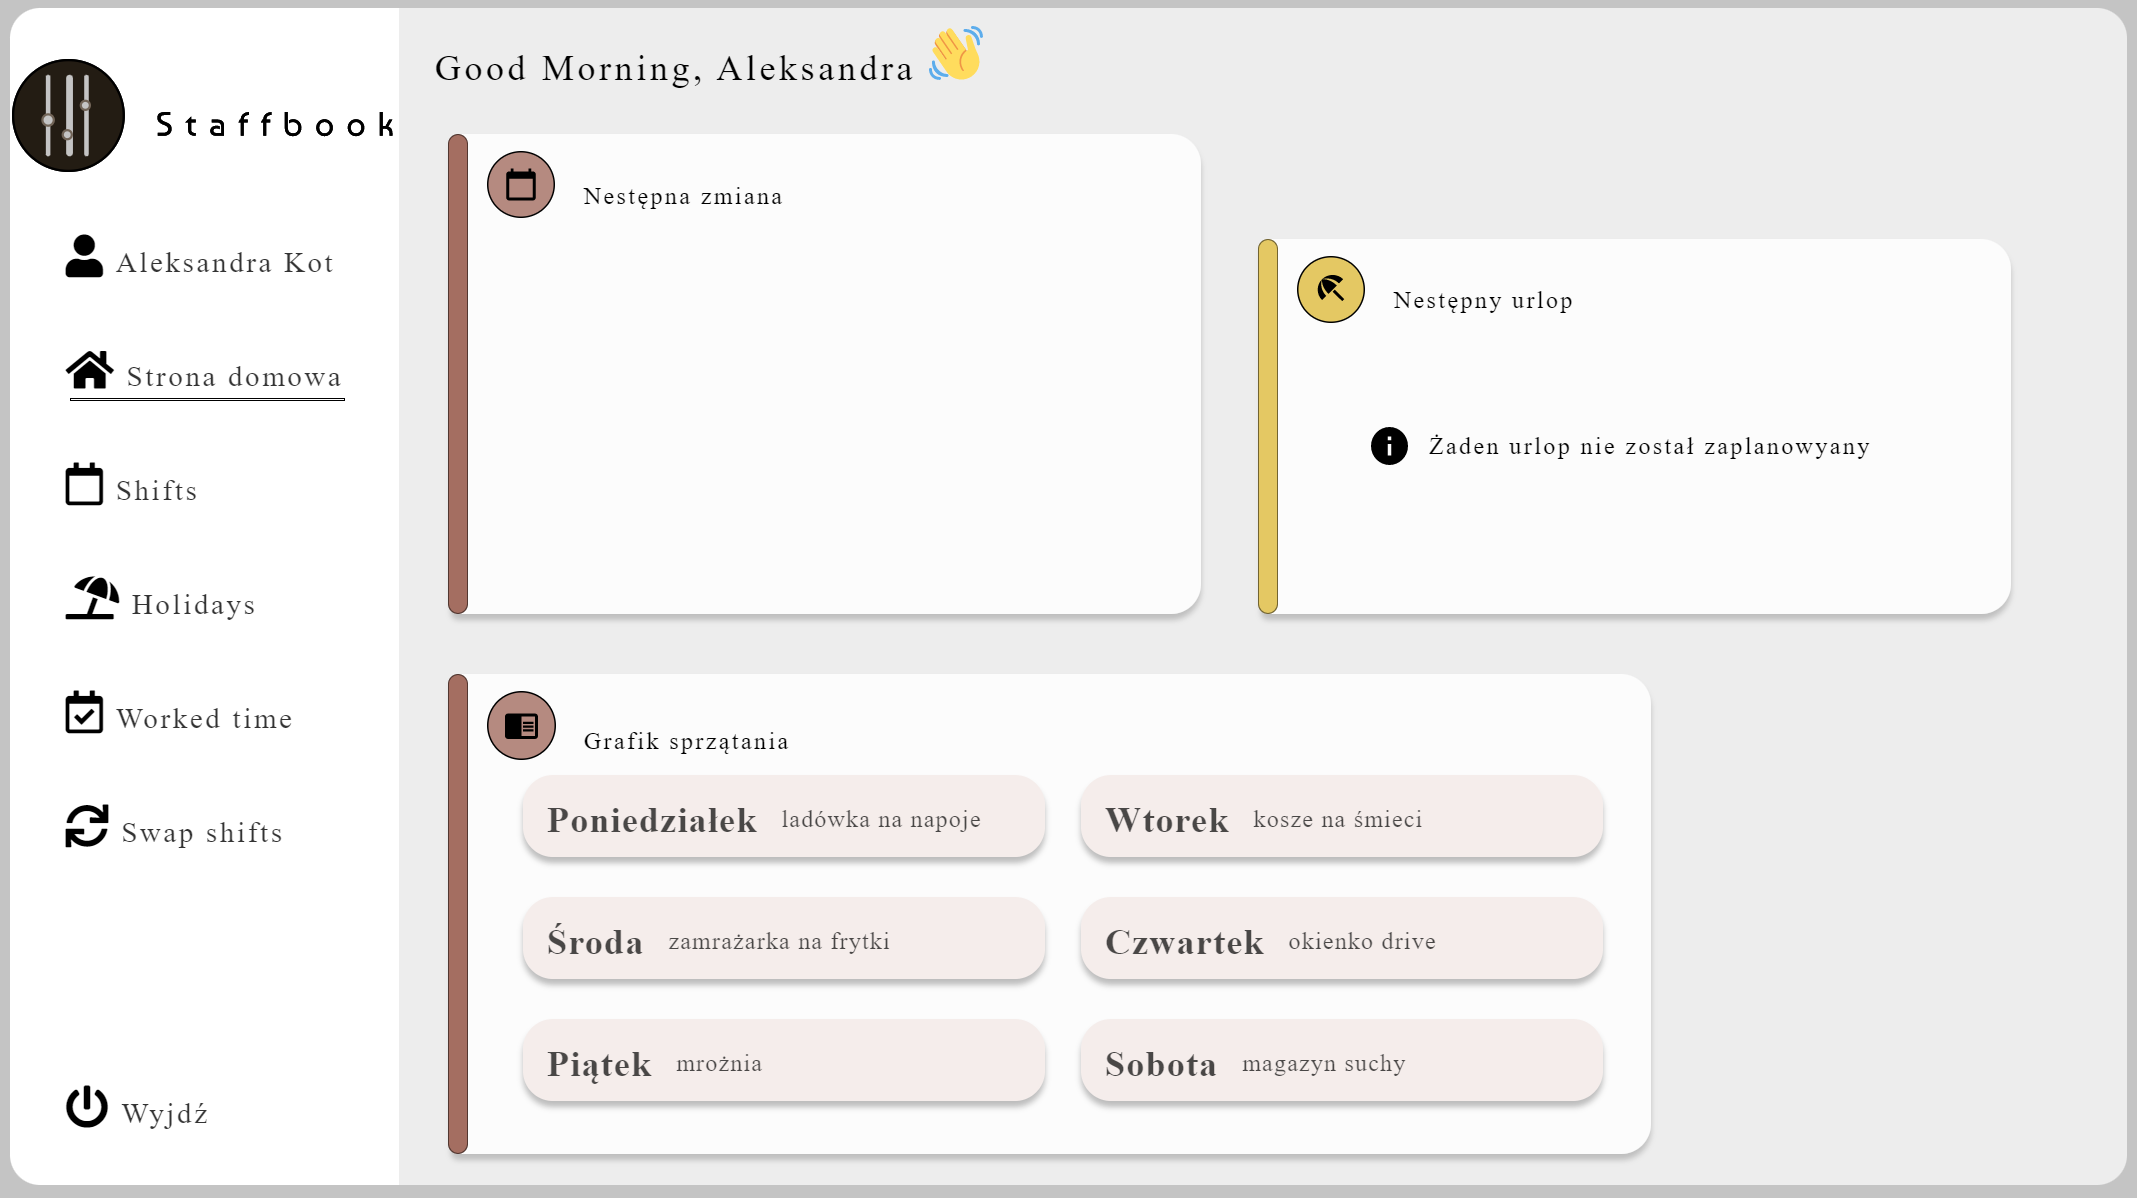 Staffbook
Aleksandra Kot
Strona domowa
Shifts
Holidays
Worked time
Swap shifts
Wyjdź
Good Morning, Aleksandra 👋
Nestępna zmiana
Nestępny urlop
Żaden urlop nie został zaplanowyany
Grafik sprzątania
Poniedziałek ladówka na napoje
Wtorek kosze na śmieci
Środa zamrażarka na frytki
Czwartek okienko drive
Piątek mrożnia
Sobota magazyn suchy